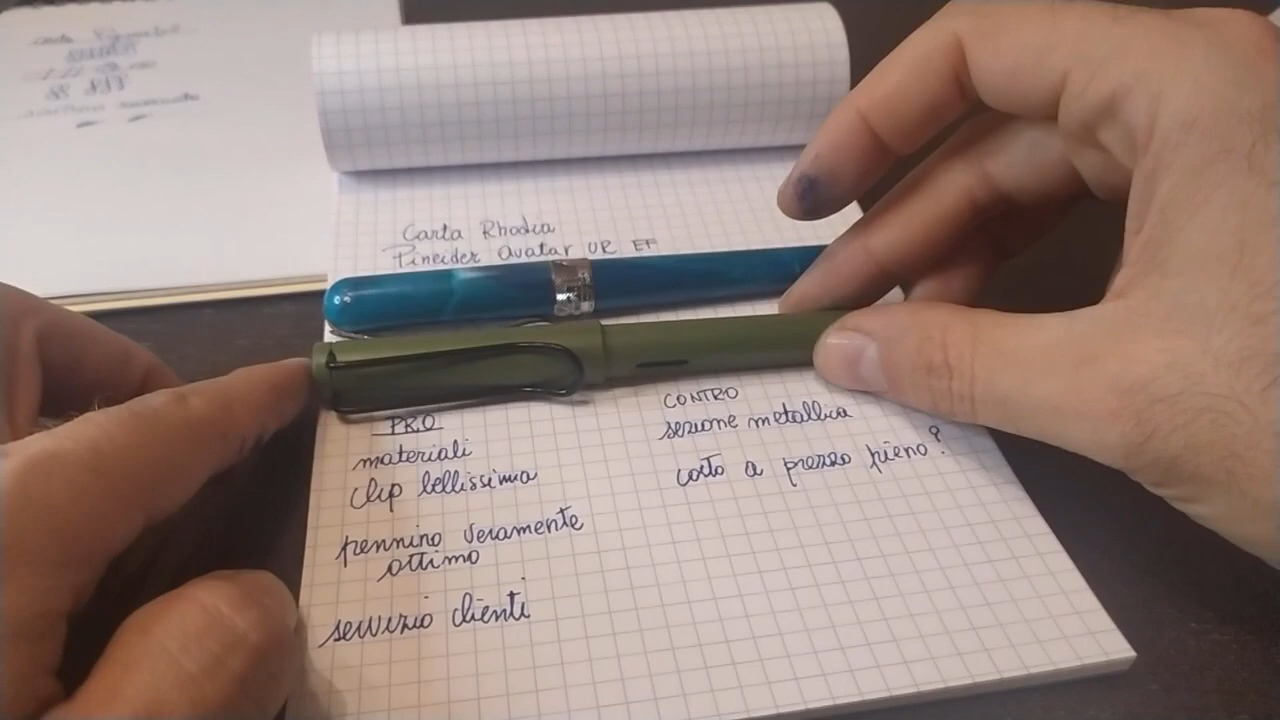 Carta Rhodia
Pineider Avatar UR EF
PRO
materiali
clip bellissima
pennino veramente
ottimo
servizio clienti
CONTRO
sezione metallica
costo a prezzo pieno?